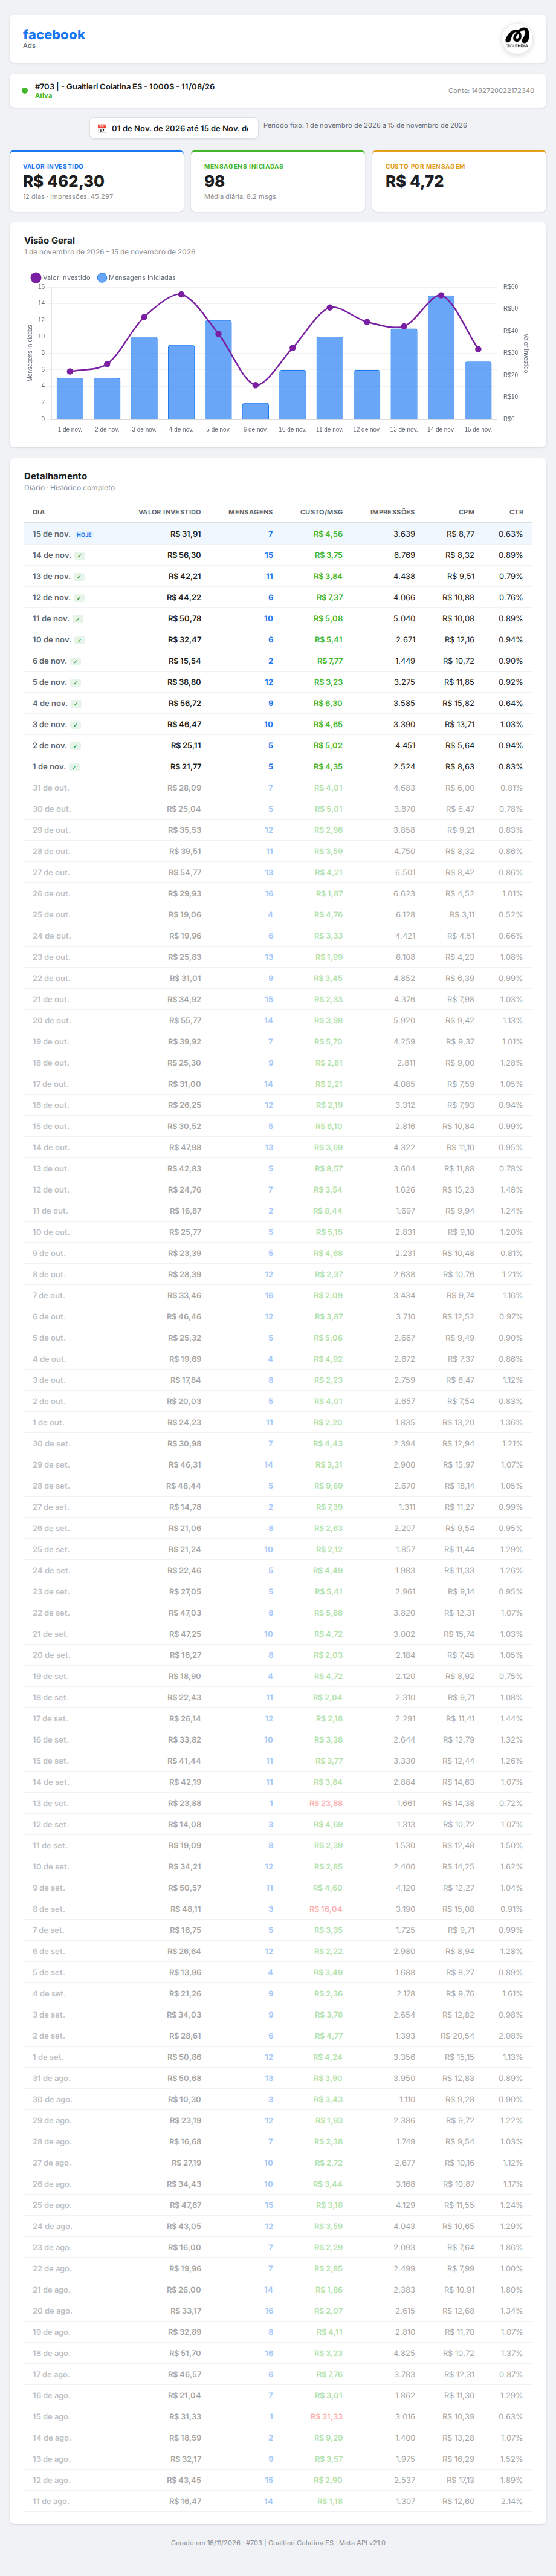 facebook
Ads
ABOUTMÍDIA
#703 | - Gualtieri Colatina ES - 1000$ - 11/08/26
Ativa
Conta: 1492720022172340
01 de Nov. de 2026 até 15 de Nov. de
Período fixo: 1 de novembro de 2026 a 15 de novembro de 2026
VALOR INVESTIDO
R$ 462,30
12 dias · Impressões: 45.297
MENSAGENS INICIADAS
98
Média diária: 8.2 msgs
CUSTO POR MENSAGEM
R$ 4,72
Visão Geral
1 de novembro de 2026 – 15 de novembro de 2026
Valor Investido Mensagens Iniciadas
Mensagens Iniciadas
16
14
12
10
8
6
4
2
0
R$60
R$50
R$40
R$30
R$20
R$10
R$0
Valor Investido
1 de nov. 2 de nov. 3 de nov. 4 de nov. 5 de nov. 6 de nov. 10 de nov. 11 de nov. 12 de nov. 13 de nov. 14 de nov. 15 de nov.
Detalhamento
Diário · Histórico completo
DIA VALOR INVESTIDO MENSAGENS CUSTO/MSG IMPRESSÕES CPM CTR
15 de nov. HOJE R$ 31,91 7 R$ 4,56 3.639 R$ 8,77 0.63%
14 de nov. ✓ R$ 56,30 15 R$ 3,75 6.769 R$ 8,32 0.89%
13 de nov. ✓ R$ 42,21 11 R$ 3,84 4.438 R$ 9,51 0.79%
12 de nov. ✓ R$ 44,22 6 R$ 7,37 4.066 R$ 10,88 0.76%
11 de nov. ✓ R$ 50,78 10 R$ 5,08 5.040 R$ 10,08 0.89%
10 de nov. ✓ R$ 32,47 6 R$ 5,41 2.671 R$ 12,16 0.94%
6 de nov. ✓ R$ 15,54 2 R$ 7,77 1.449 R$ 10,72 0.90%
5 de nov. ✓ R$ 38,80 12 R$ 3,23 3.275 R$ 11,85 0.92%
4 de nov. ✓ R$ 56,72 9 R$ 6,30 3.585 R$ 15,82 0.64%
3 de nov. ✓ R$ 46,47 10 R$ 4,65 3.390 R$ 13,71 1.03%
2 de nov. ✓ R$ 25,11 5 R$ 5,02 4.451 R$ 5,64 0.94%
1 de nov. ✓ R$ 21,77 5 R$ 4,35 2.524 R$ 8,63 0.83%
31 de out. R$ 28,09 7 R$ 4,01 4.683 R$ 6,00 0.81%
30 de out. R$ 25,04 5 R$ 5,01 3.870 R$ 6,47 0.78%
29 de out. R$ 35,53 12 R$ 2,96 3.858 R$ 9,21 0.83%
28 de out. R$ 39,51 11 R$ 3,59 4.750 R$ 8,32 0.86%
27 de out. R$ 54,77 13 R$ 4,21 6.501 R$ 8,42 0.86%
26 de out. R$ 29,93 16 R$ 1,87 6.623 R$ 4,52 1.01%
25 de out. R$ 19,06 4 R$ 4,76 6.128 R$ 3,11 0.52%
24 de out. R$ 19,96 6 R$ 3,33 4.421 R$ 4,51 0.66%
23 de out. R$ 25,83 13 R$ 1,99 6.108 R$ 4,23 1.08%
22 de out. R$ 31,01 9 R$ 3,45 4.852 R$ 6,39 0.99%
21 de out. R$ 34,92 15 R$ 2,33 4.376 R$ 7,98 1.03%
20 de out. R$ 55,77 14 R$ 3,98 5.920 R$ 9,42 1.13%
19 de out. R$ 39,92 7 R$ 5,70 4.259 R$ 9,37 1.01%
18 de out. R$ 25,30 9 R$ 2,81 2.811 R$ 9,00 1.28%
17 de out. R$ 31,00 14 R$ 2,21 4.085 R$ 7,59 1.05%
16 de out. R$ 26,25 12 R$ 2,19 3.312 R$ 7,93 0.94%
15 de out. R$ 30,52 5 R$ 6,10 2.816 R$ 10,84 0.99%
14 de out. R$ 47,98 13 R$ 3,69 4.322 R$ 11,10 0.95%
13 de out. R$ 42,83 5 R$ 8,57 3.604 R$ 11,88 0.78%
12 de out. R$ 24,76 7 R$ 3,54 1.626 R$ 15,23 1.48%
11 de out. R$ 16,87 2 R$ 8,44 1.697 R$ 9,94 1.24%
10 de out. R$ 25,77 5 R$ 5,15 2.831 R$ 9,10 1.20%
9 de out. R$ 23,39 5 R$ 4,68 2.231 R$ 10,48 0.81%
8 de out. R$ 28,39 12 R$ 2,37 2.638 R$ 10,76 1.21%
7 de out. R$ 33,46 16 R$ 2,09 3.434 R$ 9,74 1.16%
6 de out. R$ 46,46 12 R$ 3,87 3.710 R$ 12,52 0.97%
5 de out. R$ 25,32 5 R$ 5,06 2.667 R$ 9,49 0.90%
4 de out. R$ 19,69 4 R$ 4,92 2.672 R$ 7,37 0.86%
3 de out. R$ 17,84 8 R$ 2,23 2.759 R$ 6,47 1.12%
2 de out. R$ 20,03 5 R$ 4,01 2.657 R$ 7,54 0.83%
1 de out. R$ 24,23 11 R$ 2,20 1.835 R$ 13,20 1.36%
30 de set. R$ 30,98 7 R$ 4,43 2.394 R$ 12,94 1.21%
29 de set. R$ 46,31 14 R$ 3,31 2.900 R$ 15,97 1.07%
28 de set. R$ 48,44 5 R$ 9,69 2.670 R$ 18,14 1.05%
27 de set. R$ 14,78 2 R$ 7,39 1.311 R$ 11,27 0.99%
26 de set. R$ 21,06 8 R$ 2,63 2.207 R$ 9,54 0.95%
25 de set. R$ 21,24 10 R$ 2,12 1.857 R$ 11,44 1.29%
24 de set. R$ 22,46 5 R$ 4,49 1.983 R$ 11,33 1.26%
23 de set. R$ 27,05 5 R$ 5,41 2.961 R$ 9,14 0.95%
22 de set. R$ 47,03 8 R$ 5,88 3.820 R$ 12,31 1.07%
21 de set. R$ 47,25 10 R$ 4,72 3.002 R$ 15,74 1.03%
20 de set. R$ 16,27 8 R$ 2,03 2.184 R$ 7,45 1.05%
19 de set. R$ 18,90 4 R$ 4,72 2.120 R$ 8,92 0.75%
18 de set. R$ 22,43 11 R$ 2,04 2.310 R$ 9,71 1.08%
17 de set. R$ 26,14 12 R$ 2,18 2.291 R$ 11,41 1.44%
16 de set. R$ 33,82 10 R$ 3,38 2.644 R$ 12,79 1.32%
15 de set. R$ 41,44 11 R$ 3,77 3.330 R$ 12,44 1.26%
14 de set. R$ 42,19 11 R$ 3,84 2.884 R$ 14,63 1.07%
13 de set. R$ 23,88 1 R$ 23,88 1.661 R$ 14,38 0.72%
12 de set. R$ 14,08 3 R$ 4,69 1.313 R$ 10,72 1.07%
11 de set. R$ 19,09 8 R$ 2,39 1.530 R$ 12,48 1.50%
10 de set. R$ 34,21 12 R$ 2,85 2.400 R$ 14,25 1.62%
9 de set. R$ 50,57 11 R$ 4,60 4.120 R$ 12,27 1.04%
8 de set. R$ 48,11 3 R$ 16,04 3.190 R$ 15,08 0.91%
7 de set. R$ 16,75 5 R$ 3,35 1.725 R$ 9,71 0.99%
6 de set. R$ 26,64 12 R$ 2,22 2.980 R$ 8,94 1.28%
5 de set. R$ 13,96 4 R$ 3,49 1.688 R$ 8,27 0.89%
4 de set. R$ 21,26 9 R$ 2,36 2.178 R$ 9,76 1.61%
3 de set. R$ 34,03 9 R$ 3,78 2.654 R$ 12,82 0.98%
2 de set. R$ 28,61 6 R$ 4,77 1.393 R$ 20,54 2.08%
1 de set. R$ 50,86 12 R$ 4,24 3.356 R$ 15,15 1.13%
31 de ago. R$ 50,68 13 R$ 3,90 3.950 R$ 12,83 0.89%
30 de ago. R$ 10,30 3 R$ 3,43 1.110 R$ 9,28 0.90%
29 de ago. R$ 23,19 12 R$ 1,93 2.386 R$ 9,72 1.22%
28 de ago. R$ 16,68 7 R$ 2,38 1.749 R$ 9,54 1.03%
27 de ago. R$ 27,19 10 R$ 2,72 2.677 R$ 10,16 1.12%
26 de ago. R$ 34,43 10 R$ 3,44 3.168 R$ 10,87 1.17%
25 de ago. R$ 47,67 15 R$ 3,18 4.129 R$ 11,55 1.24%
24 de ago. R$ 43,05 12 R$ 3,59 4.043 R$ 10,65 1.29%
23 de ago. R$ 16,00 7 R$ 2,29 2.093 R$ 7,64 1.86%
22 de ago. R$ 19,96 7 R$ 2,85 2.499 R$ 7,99 1.00%
21 de ago. R$ 26,00 14 R$ 1,86 2.383 R$ 10,91 1.80%
20 de ago. R$ 33,17 16 R$ 2,07 2.615 R$ 12,68 1.34%
19 de ago. R$ 32,89 8 R$ 4,11 2.810 R$ 11,70 1.07%
18 de ago. R$ 51,70 16 R$ 3,23 4.825 R$ 10,72 1.37%
17 de ago. R$ 46,57 6 R$ 7,76 3.783 R$ 12,31 0.87%
16 de ago. R$ 21,04 7 R$ 3,01 1.862 R$ 11,30 1.29%
15 de ago. R$ 31,33 1 R$ 31,33 3.016 R$ 10,39 0.63%
14 de ago. R$ 18,59 2 R$ 9,29 1.400 R$ 13,28 1.07%
13 de ago. R$ 32,17 9 R$ 3,57 1.975 R$ 16,29 1.52%
12 de ago. R$ 43,45 15 R$ 2,90 2.537 R$ 17,13 1.89%
11 de ago. R$ 16,47 14 R$ 1,18 1.307 R$ 12,60 2.14%
Gerado em 16/11/2026 · #703 | Gualtieri Colatina ES · Meta API v21.0